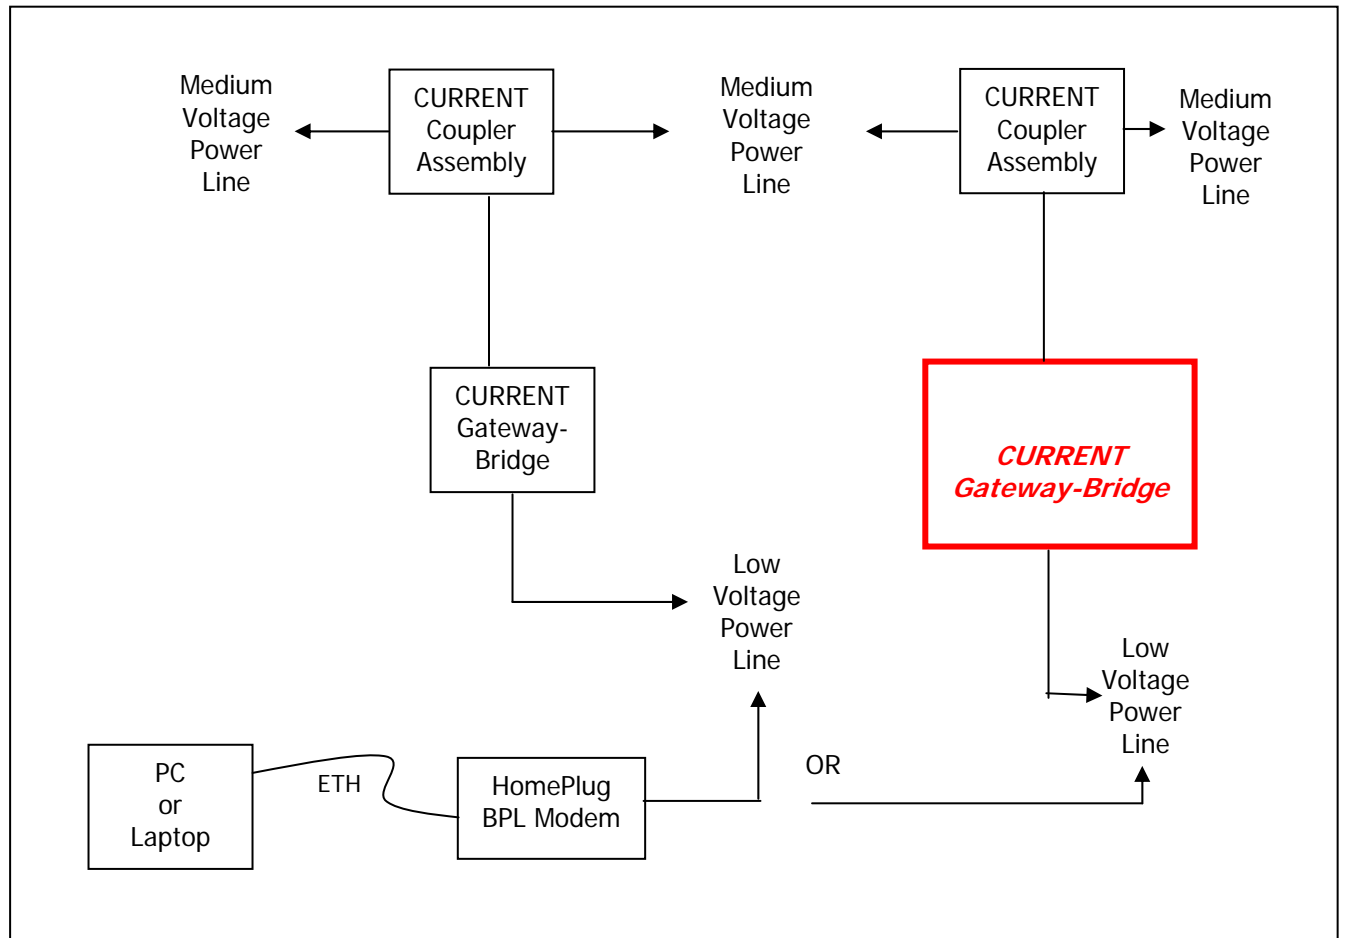 Medium
Voltage
Power
Line
CURRENT
Coupler
Assembly
Medium
Voltage
Power
Line
CURRENT
Coupler
Assembly
Medium
Voltage
Power
Line
CURRENT
Gateway-
Bridge
CURRENT
Gateway-Bridge
Low
Voltage
Power
Line
Low
Voltage
Power
Line
PC
or
Laptop
ETH
HomePlug
BPL Modem
OR